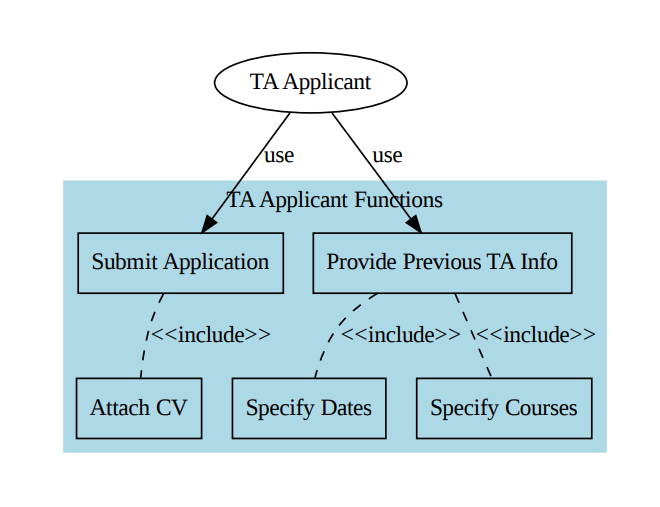 TA Applicant
use
use
TA Applicant Functions
Submit Application
Provide Previous TA Info
<<include>>
<<include>>
<<include>>
Attach CV
Specify Dates
Specify Courses